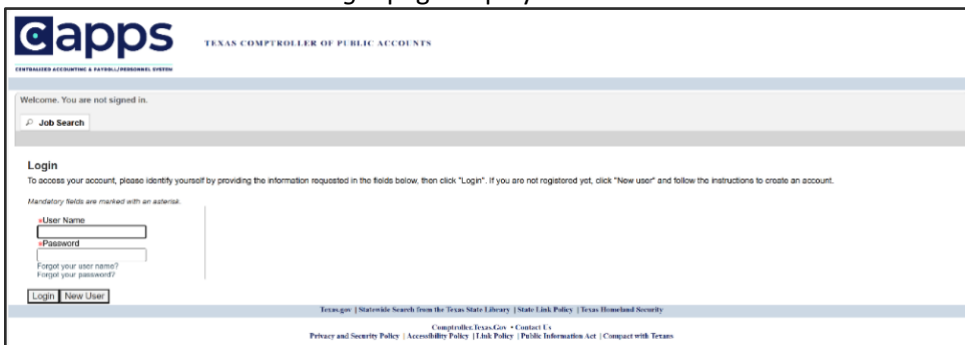 capps
TEXAS COMPTROLLER OF PUBLIC ACCOUNTS
CENTRALIZED ACCOUNTING & PAYROLL/PERSONNEL SYSTEM
Welcome. You are not signed in.
Job Search
Login
To access your account, please identify yourself by providing the information requested in the fields below, then click "Login". If you are not registered yet, click "New user" and follow the instructions to create an account.
Mandatory fields are marked with an asterisk.
*User Name
*Password
Forgot your user name?
Forgot your password?
Login New User
Texas.gov | Statewide Search from the Texas State Library | State Link Policy | Texas Homeland Security
Comptroller.Texas.Gov • Contact Us
Privacy and Security Policy | Accessibility Policy | Link Policy | Public Information Act | Compact with Texans